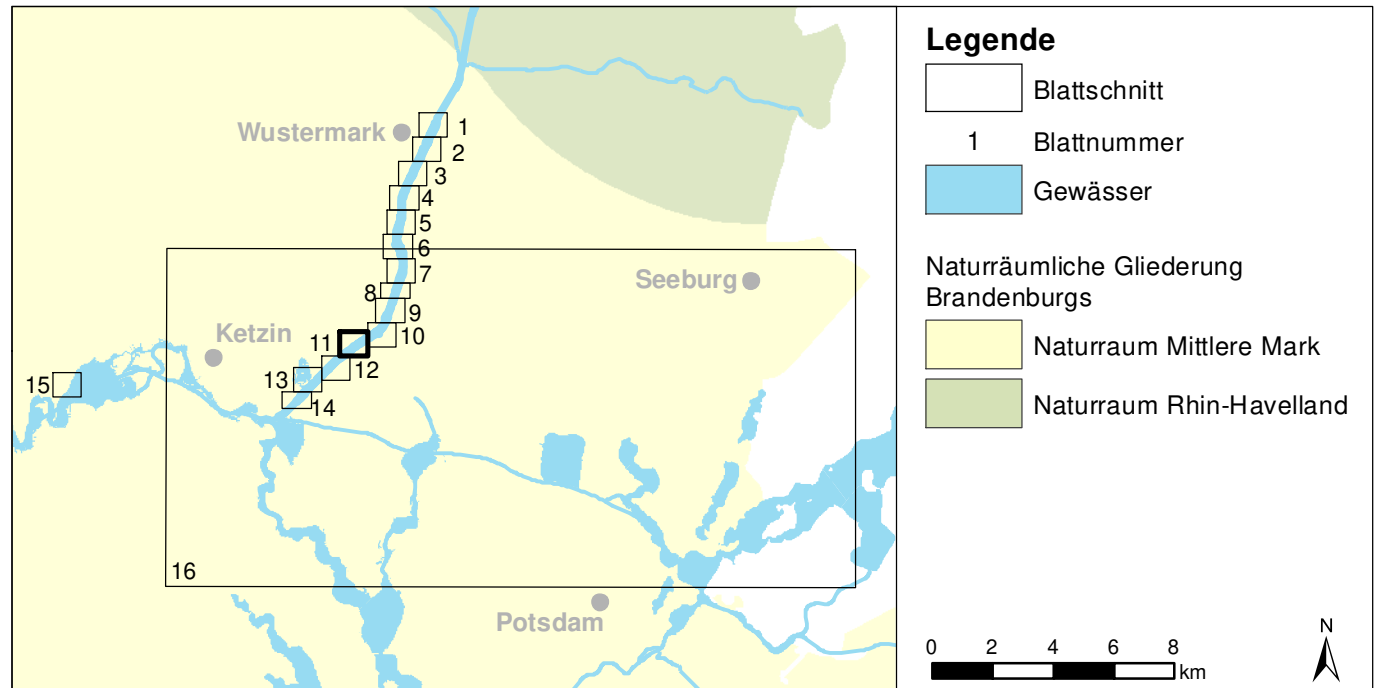 Wustermark
1
2
3
4
5
6
7
Seeburg
8
9
10
Ketzin
11
12
13
15
14
16
Potsdam
Legende
Blattschnitt
1 Blattnummer
Gewässer
Naturräumliche Gliederung
Brandenburgs
Naturraum Mittlere Mark
Naturraum Rhin-Havelland
N
0 2 4 6 8
km